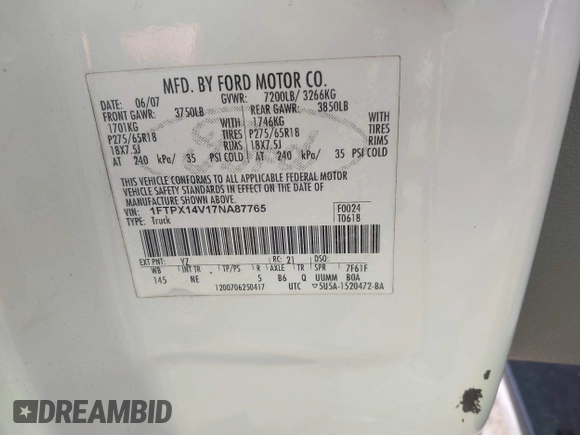 MFD. BY FORD MOTOR CO.
DATE: 06/07 GVWR: 7200LB/ 3266KG
FRONT GAWR: 3750LB REAR GAWR: 3850LB
1701KG WITH 1746KG WITH
P275/65R18 TIRES P275/65R18 TIRES
18X7.5J RIMS 18X7.5J RIMS
AT 240 kPa/ 35 PSI COLD AT 240 kPa/ 35 PSI COLD
THIS VEHICLE CONFORMS TO ALL APPLICABLE FEDERAL MOTOR
VEHICLE SAFETY STANDARDS IN EFFECT ON THE DATE OF
MANUFACTURE SHOWN ABOVE.
VIN: 1FTPX14V17NA87765 F0024
TYPE: Truck T0618
EXT PNT: YZ RC: 21 DSO:
WB INT TR TP/PS R AXLE TR SPR 7F61F
145 NE 5 B6 Q UUMM B0A
1200706250417 UTC ▽5U5A-1520472-BA
Ford
DREAMBID